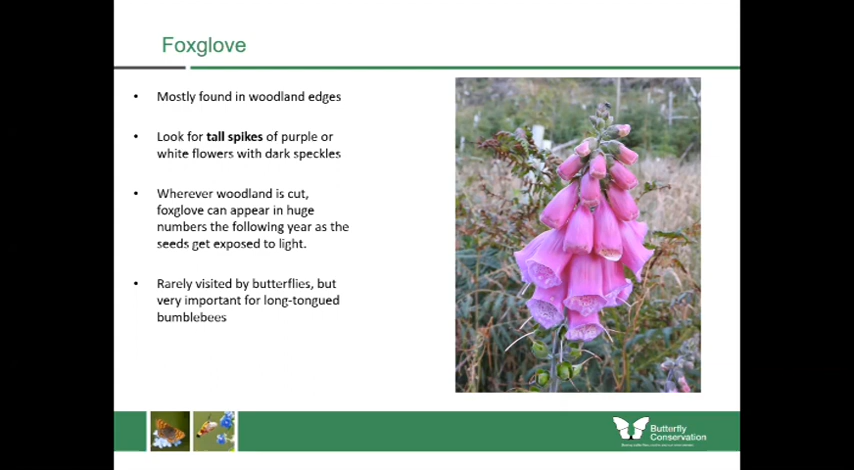 Foxglove
• Mostly found in woodland edges
• Look for tall spikes of purple or
white flowers with dark speckles
• Wherever woodland is cut,
foxglove can appear in huge
numbers the following year as the
seeds get exposed to light.
• Rarely visited by butterflies, but
very important for long-tongued
bumblebees
Butterfly
Conservation